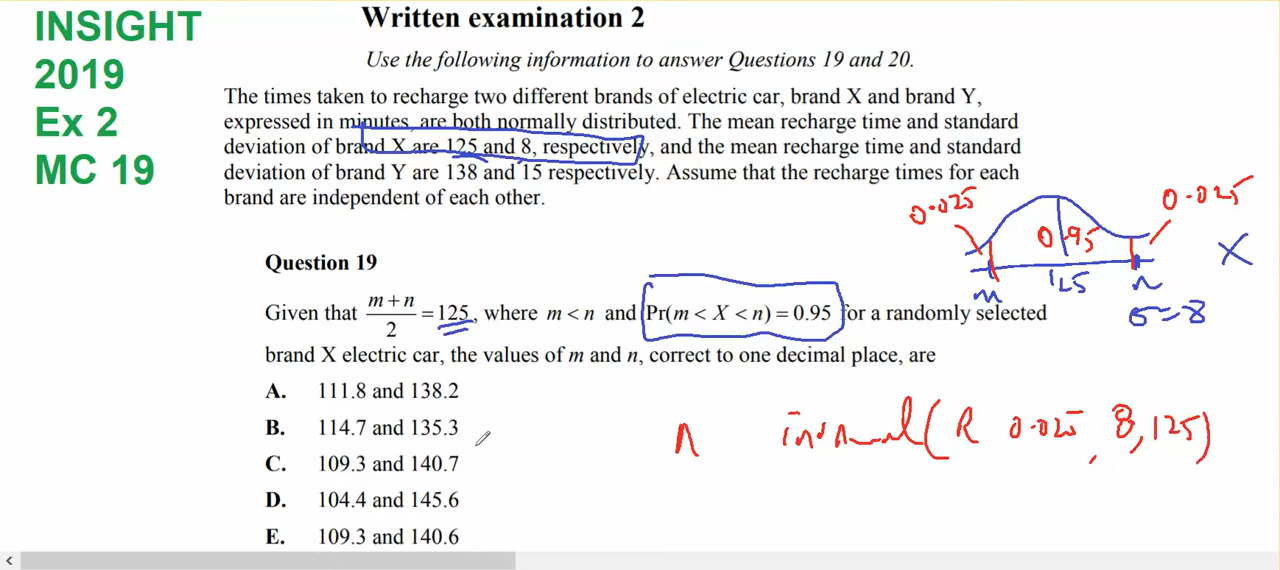 INSIGHT
2019
Ex 2
MC 19
Written examination 2
Use the following information to answer Questions 19 and 20.
The times taken to recharge two different brands of electric car, brand X and brand Y,
expressed in minutes, are both normally distributed. The mean recharge time and standard
deviation of brand X are 125 and 8, respectively, and the mean recharge time and standard
deviation of brand Y are 138 and 15 respectively. Assume that the recharge times for each
brand are independent of each other.
0.025
0.025
0.95
X
m
125
n
σ=8
Question 19
Given that (m+n)/2 = 125, where m < n and Pr(m < X < n) = 0.95 for a randomly selected
brand X electric car, the values of m and n, correct to one decimal place, are
A. 111.8 and 138.2
B. 114.7 and 135.3
C. 109.3 and 140.7
D. 104.4 and 145.6
E. 109.3 and 140.6
n invnormal(R 0.025, 8, 125)